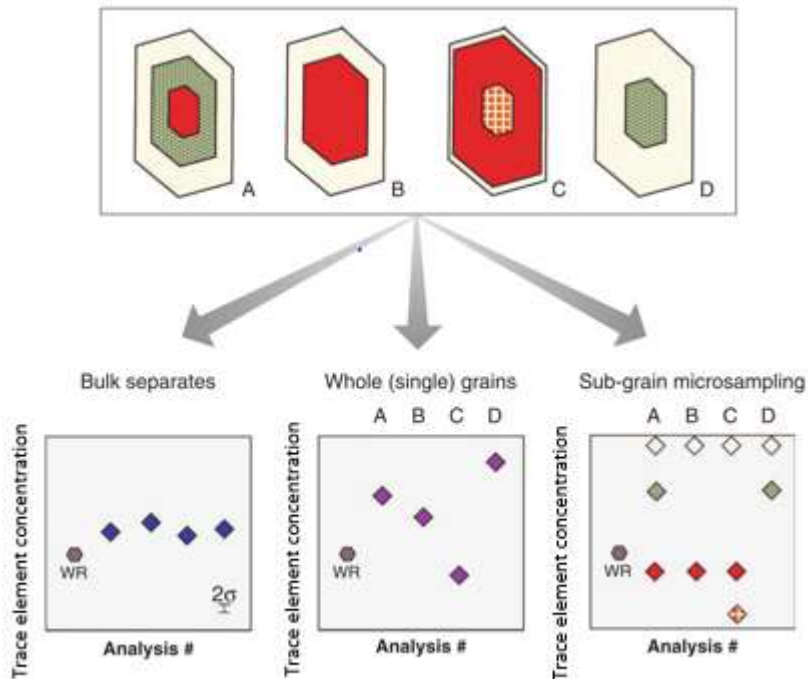 A B C D
Bulk separates
Whole (single) grains
Sub-grain microsampling
A B C D
A B C D
Trace element concentration
WR
2σ
Analysis #
Trace element concentration
WR
Analysis #
Trace element concentration
WR
Analysis #